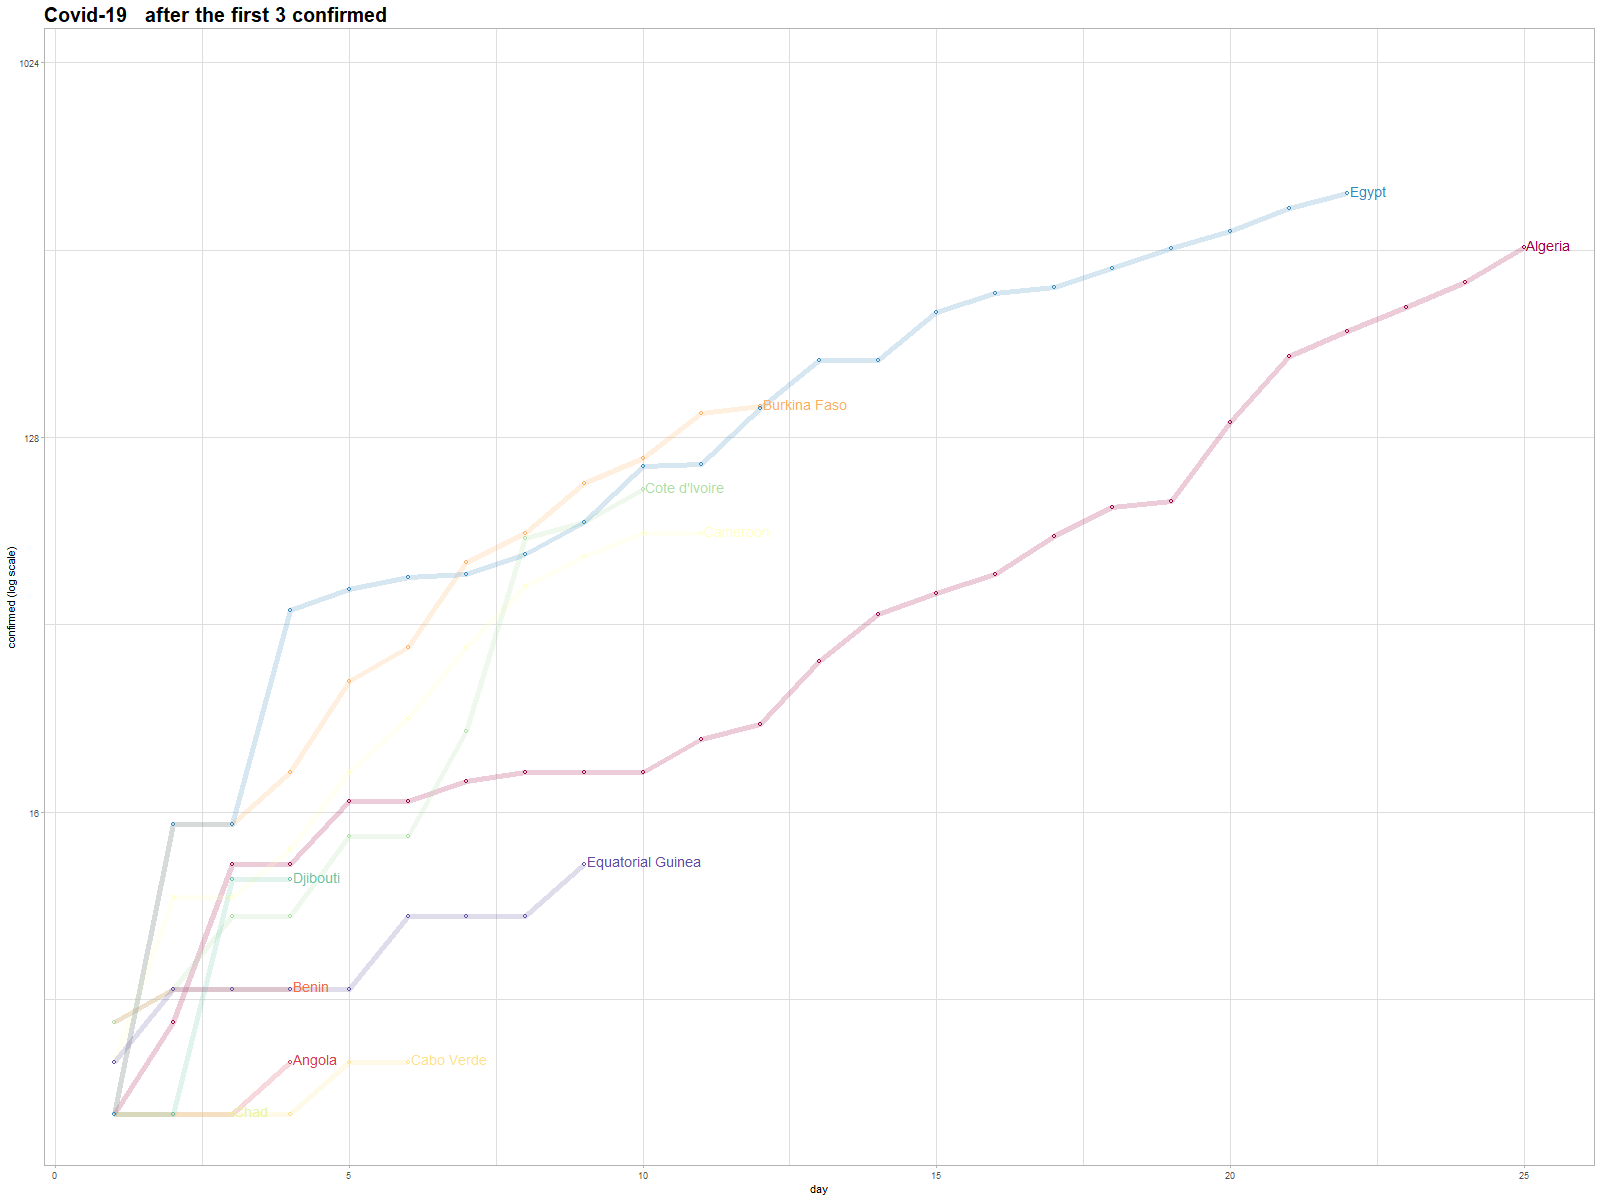 Covid-19   after the first 3 confirmed
1024
Egypt
Algeria
Burkina Faso
128
Cote d'Ivoire
Cameroon
confirmed (log scale)
16
Equatorial Guinea
Djibouti
Benin
Angola
Cabo Verde
Chad
0
5
10
15
20
25
day